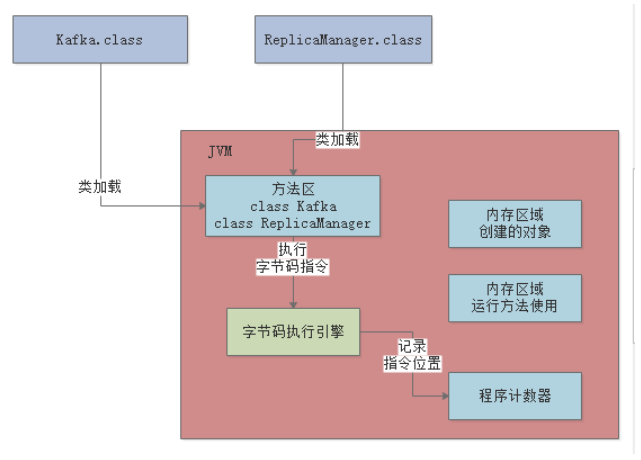 Kafka.class
ReplicaManager.class
类加载
JVM
类加载
方法区
class Kafka
class ReplicaManager
内存区域
创建的对象
执行
字节码指令
内存区域
运行方法使用
字节码执行引擎
记录
指令位置
程序计数器